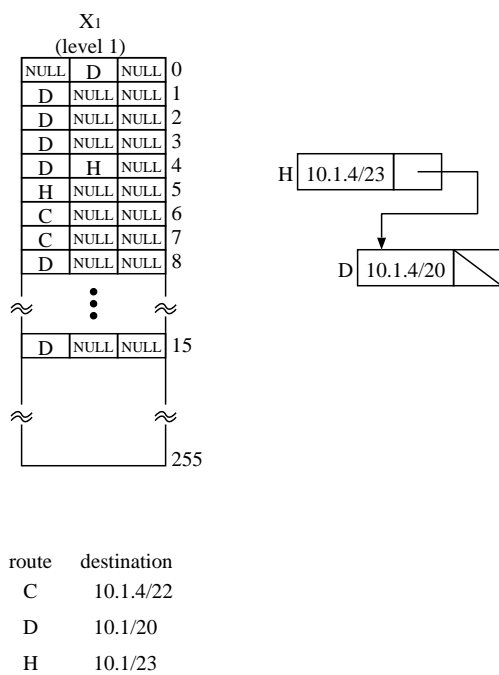 X1
(level 1)
NULL D NULL 0
D NULL NULL 1
D NULL NULL 2
D NULL NULL 3
D H NULL 4
H NULL NULL 5
C NULL NULL 6
C NULL NULL 7
D NULL NULL 8
D NULL NULL 15
255
H 10.1.4/23
D 10.1.4/20
route destination
C 10.1.4/22
D 10.1/20
H 10.1/23